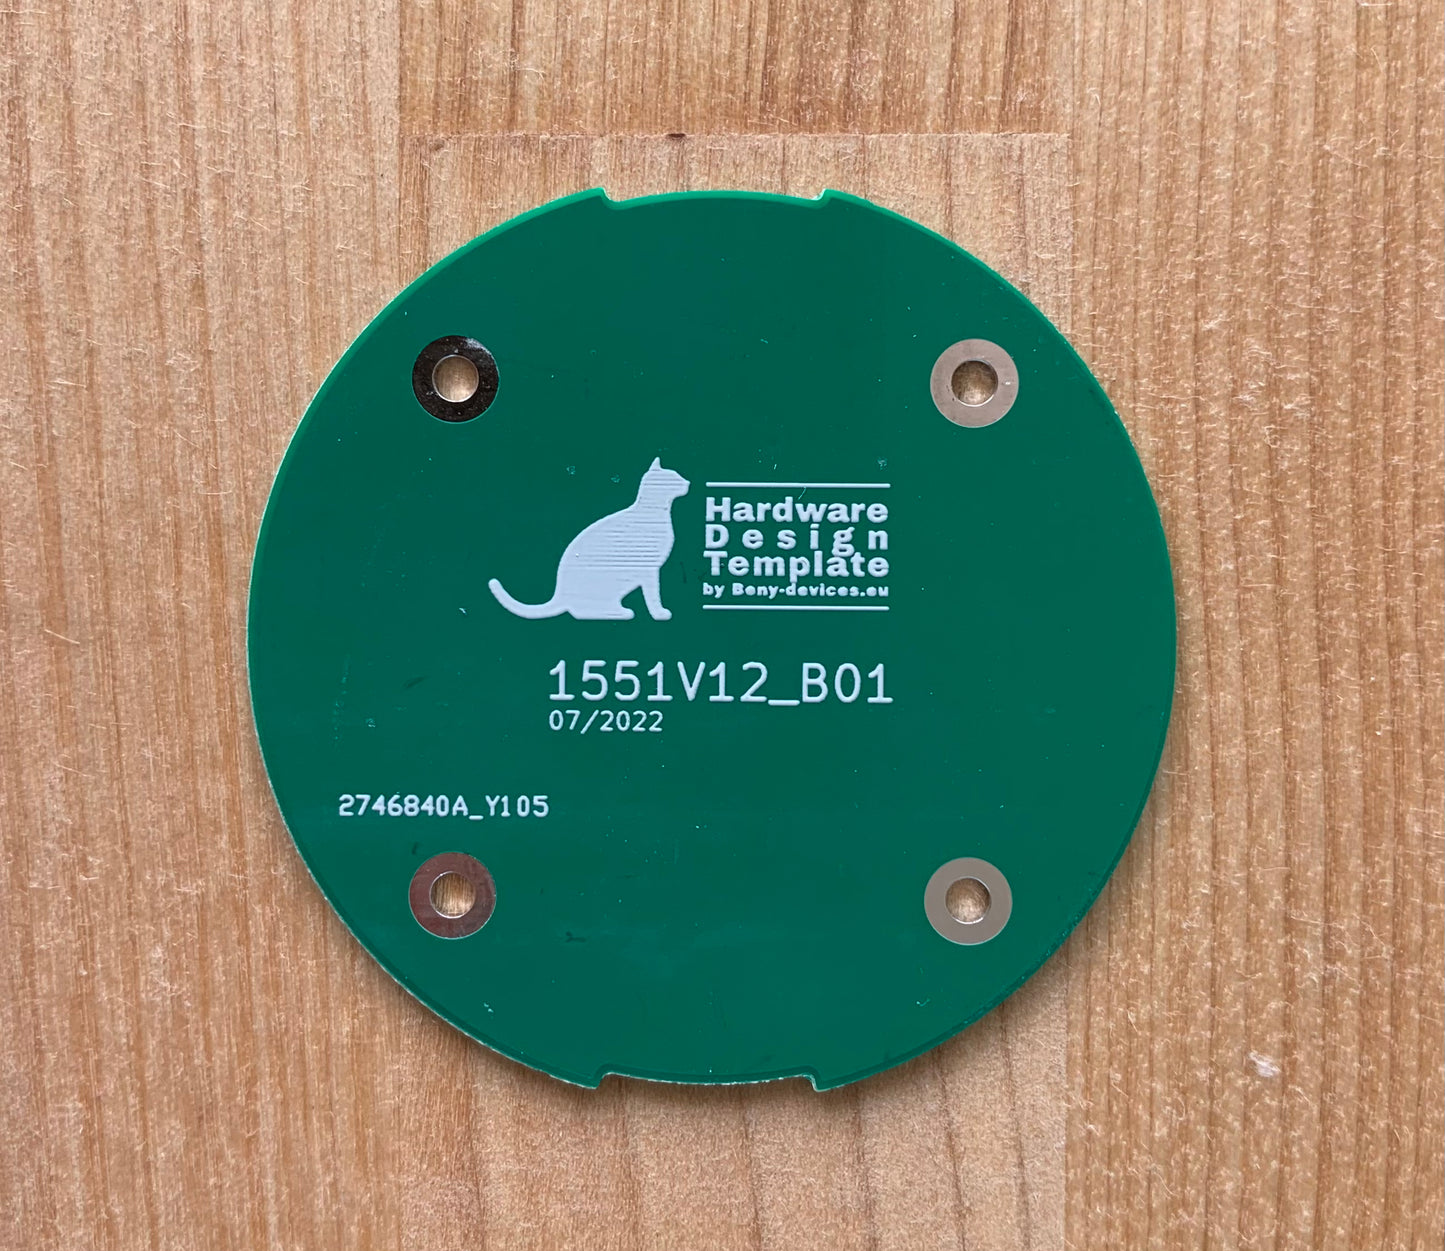 Hardware
Design
Template
by Beny-devices.eu
1551V12_B01
07/2022
2746840A_Y105